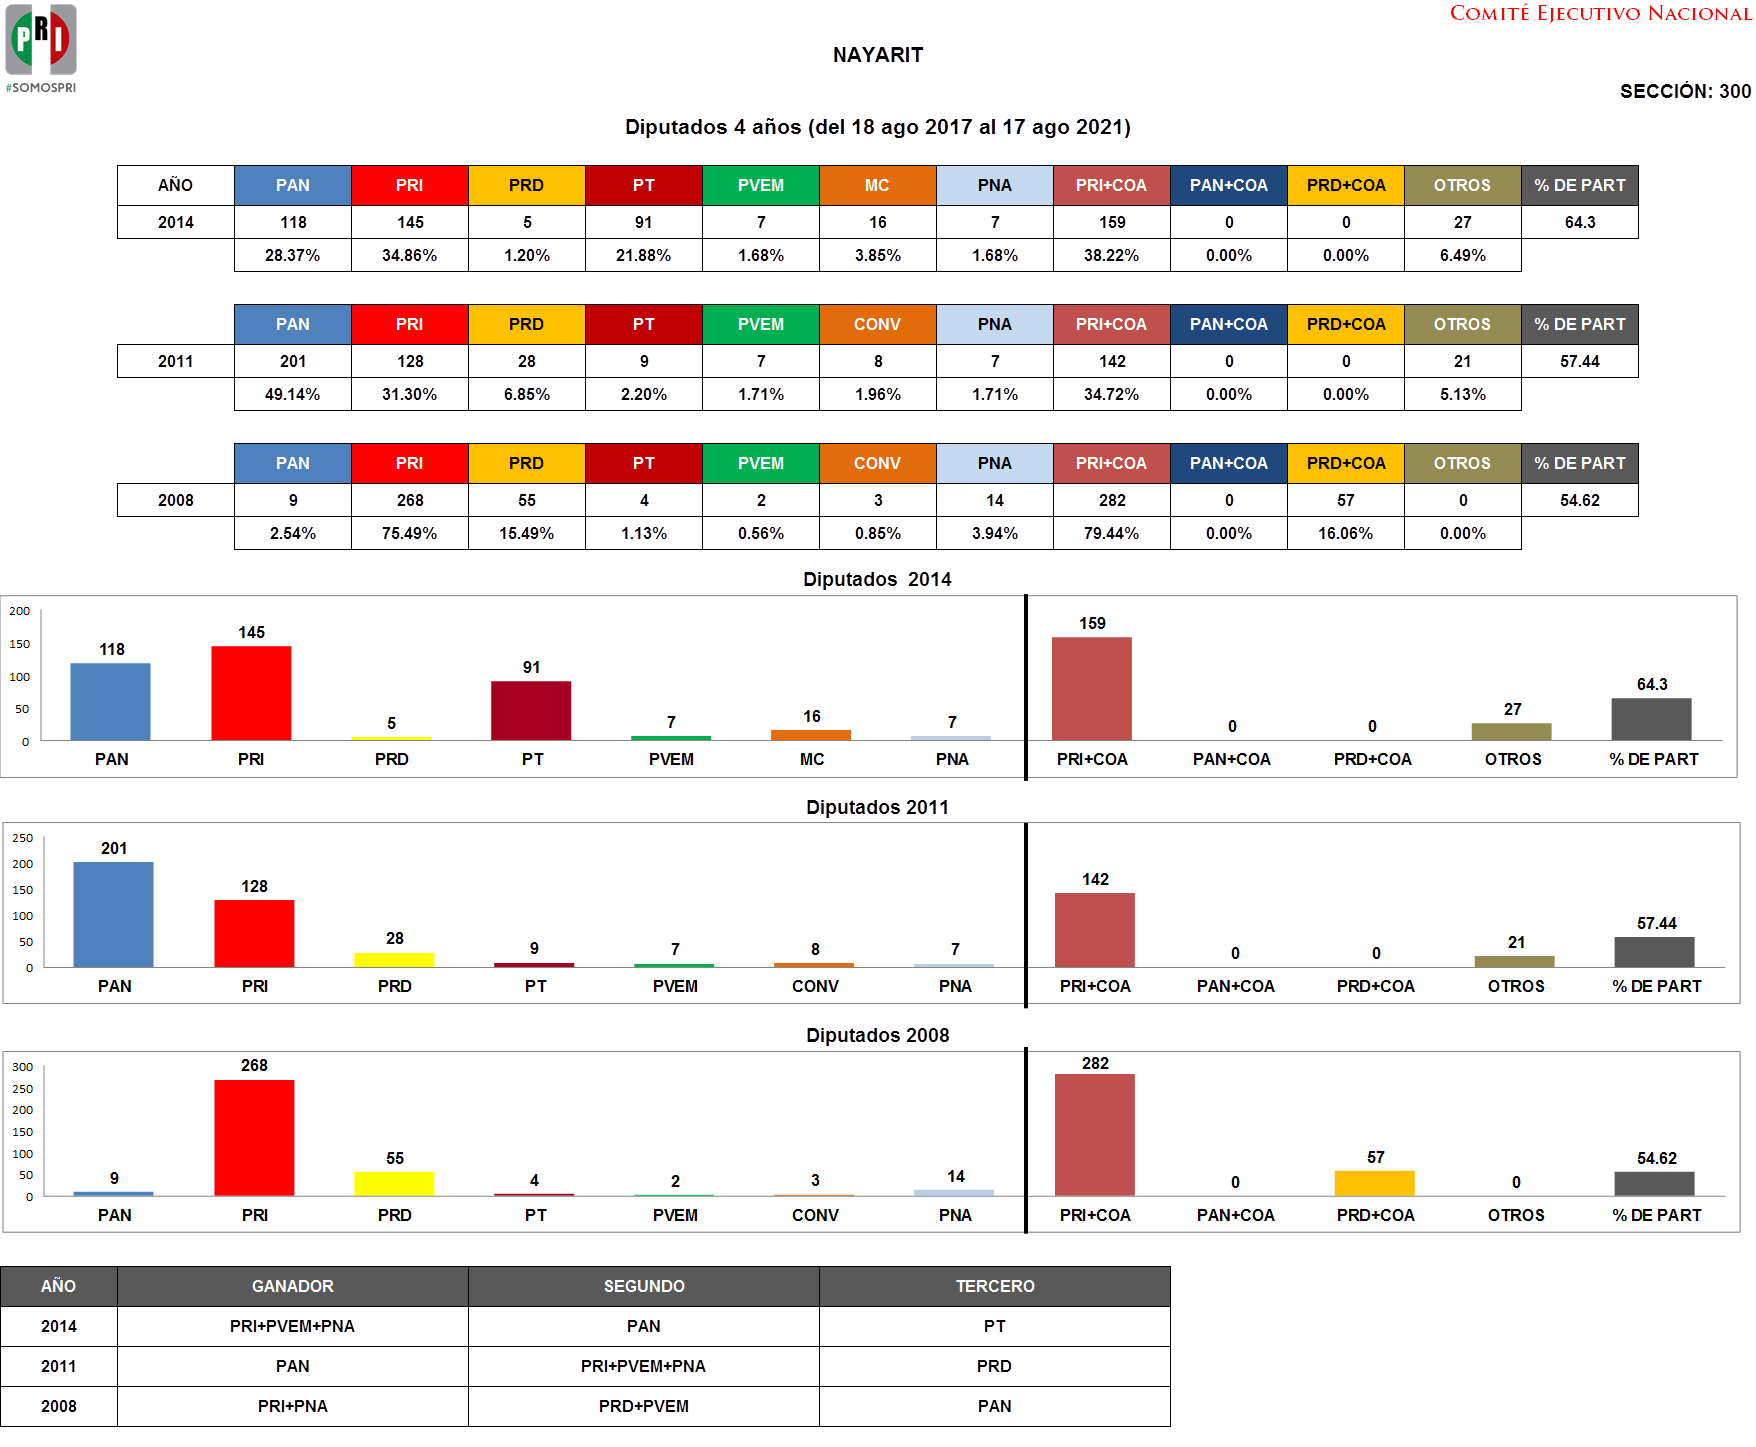 PRI
#SOMOSPRI
COMITÉ EJECUTIVO NACIONAL
NAYARIT
SECCIÓN: 300
Diputados 4 años (del 18 ago 2017 al 17 ago 2021)
AÑO PAN PRI PRD PT PVEM MC PNA PRI+COA PAN+COA PRD+COA OTROS % DE PART
2014 118 145 5 91 7 16 7 159 0 0 27 64.3
28.37% 34.86% 1.20% 21.88% 1.68% 3.85% 1.68% 38.22% 0.00% 0.00% 6.49%
PAN PRI PRD PT PVEM CONV PNA PRI+COA PAN+COA PRD+COA OTROS % DE PART
2011 201 128 28 9 7 8 7 142 0 0 21 57.44
49.14% 31.30% 6.85% 2.20% 1.71% 1.96% 1.71% 34.72% 0.00% 0.00% 5.13%
PAN PRI PRD PT PVEM CONV PNA PRI+COA PAN+COA PRD+COA OTROS % DE PART
2008 9 268 55 4 2 3 14 282 0 57 0 54.62
2.54% 75.49% 15.49% 1.13% 0.56% 0.85% 3.94% 79.44% 0.00% 16.06% 0.00%
Diputados 2014
200
150
100
50
0
118 145 5 91 7 16 7 159 0 0 27 64.3
PAN PRI PRD PT PVEM MC PNA PRI+COA PAN+COA PRD+COA OTROS % DE PART
Diputados 2011
250
200
150
100
50
0
201 128 28 9 7 8 7 142 0 0 21 57.44
PAN PRI PRD PT PVEM CONV PNA PRI+COA PAN+COA PRD+COA OTROS % DE PART
Diputados 2008
300
250
200
150
100
50
0
9 268 55 4 2 3 14 282 0 57 0 54.62
PAN PRI PRD PT PVEM CONV PNA PRI+COA PAN+COA PRD+COA OTROS % DE PART
AÑO GANADOR SEGUNDO TERCERO
2014 PRI+PVEM+PNA PAN PT
2011 PAN PRI+PVEM+PNA PRD
2008 PRI+PNA PRD+PVEM PAN